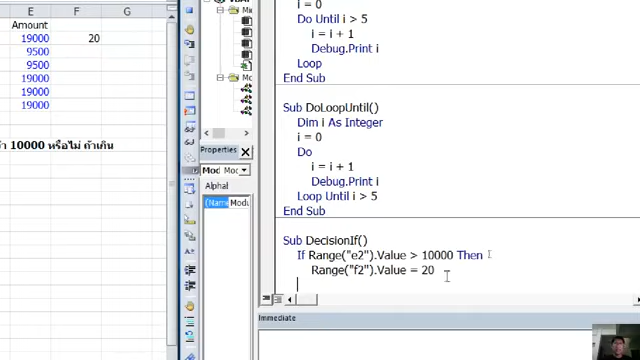 E
F
G
Amount
19000
20
9500
9500
19000
19000
19000
10000 หรือไม่ ถ้าเกิน
Properties
Alphal
(Name
Modu
i = 0
Do Until i > 5
i = i + 1
Debug.Print i
Loop
End Sub
Sub DoLoopUntil()
Dim i As Integer
i = 0
Do
i = i + 1
Debug.Print i
Loop Until i > 5
End Sub
Sub DecisionIf()
If Range("e2").Value > 10000 Then
Range("f2").Value = 20
Immediate